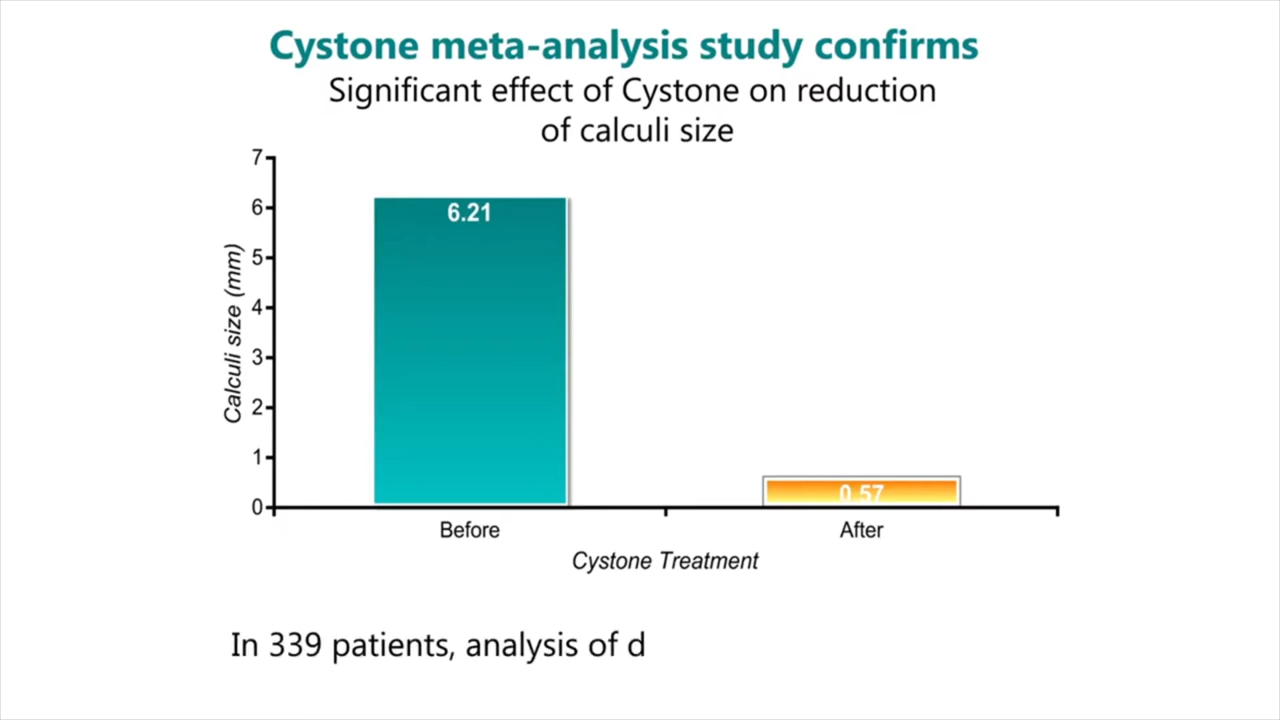 Cystone meta-analysis study confirms
Significant effect of Cystone on reduction
of calculi size
7
6
5
4
3
2
1
0
Calculi size (mm)
6.21
0.57
Before
After
Cystone Treatment
In 339 patients, analysis of d